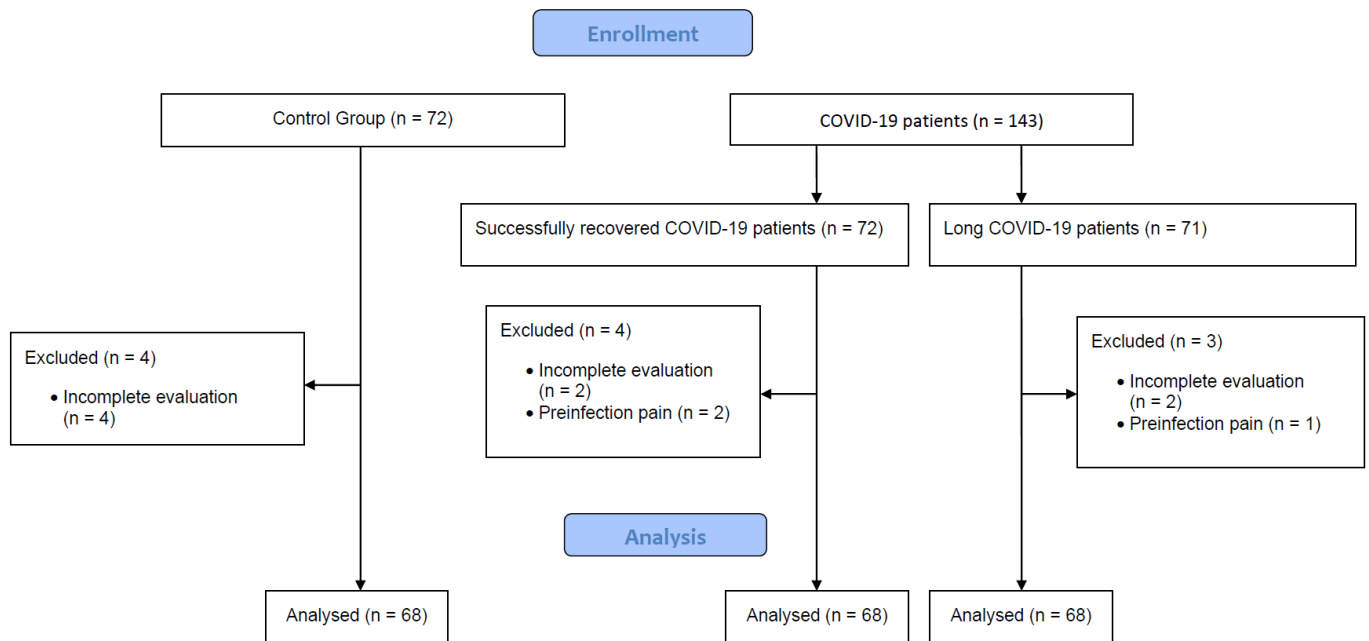 Enrollment
Control Group (n = 72)
COVID-19 patients (n = 143)
Successfully recovered COVID-19 patients (n = 72)
Long COVID-19 patients (n = 71)
Excluded (n = 4)
• Incomplete evaluation
(n = 4)
Excluded (n = 4)
• Incomplete evaluation
(n = 2)
• Preinfection pain (n = 2)
Excluded (n = 3)
• Incomplete evaluation
(n = 2)
• Preinfection pain (n = 1)
Analysis
Analysed (n = 68)
Analysed (n = 68)
Analysed (n = 68)